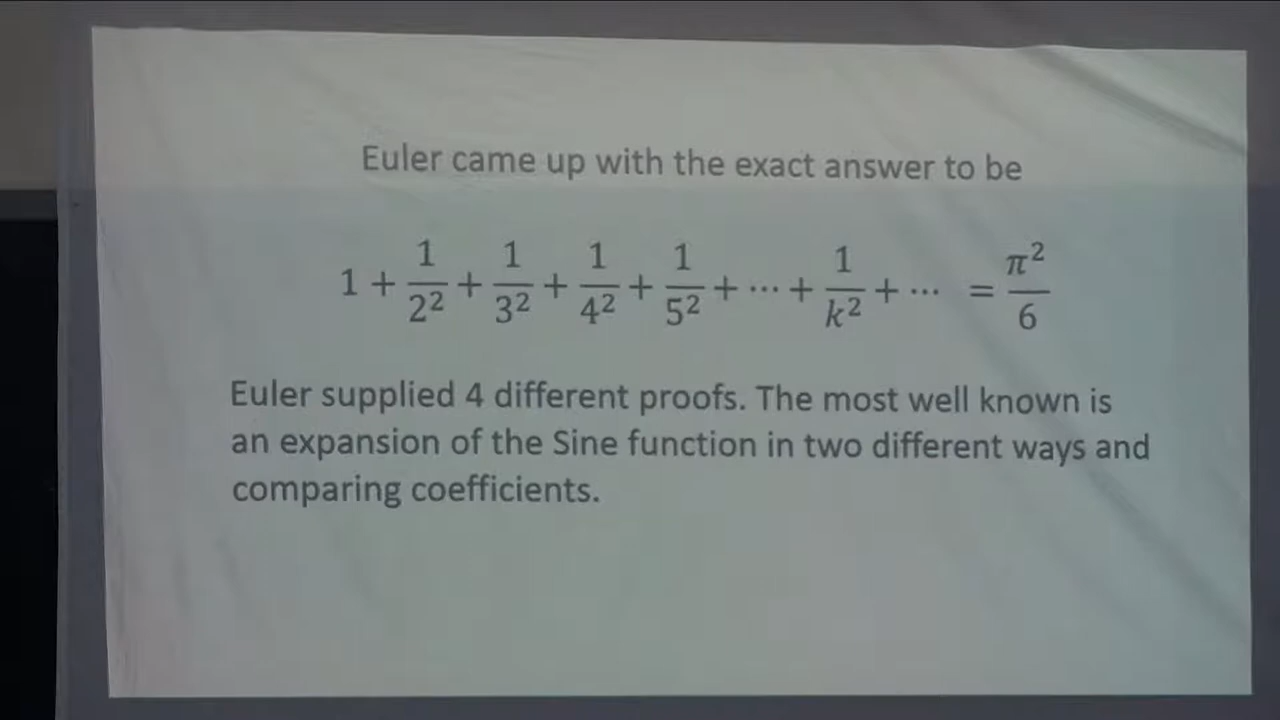 Euler came up with the exact answer to be
1 + 1/2² + 1/3² + 1/4² + 1/5² + ⋯ + 1/k² + ⋯ = π²/6
Euler supplied 4 different proofs. The most well known is
an expansion of the Sine function in two different ways and
comparing coefficients.